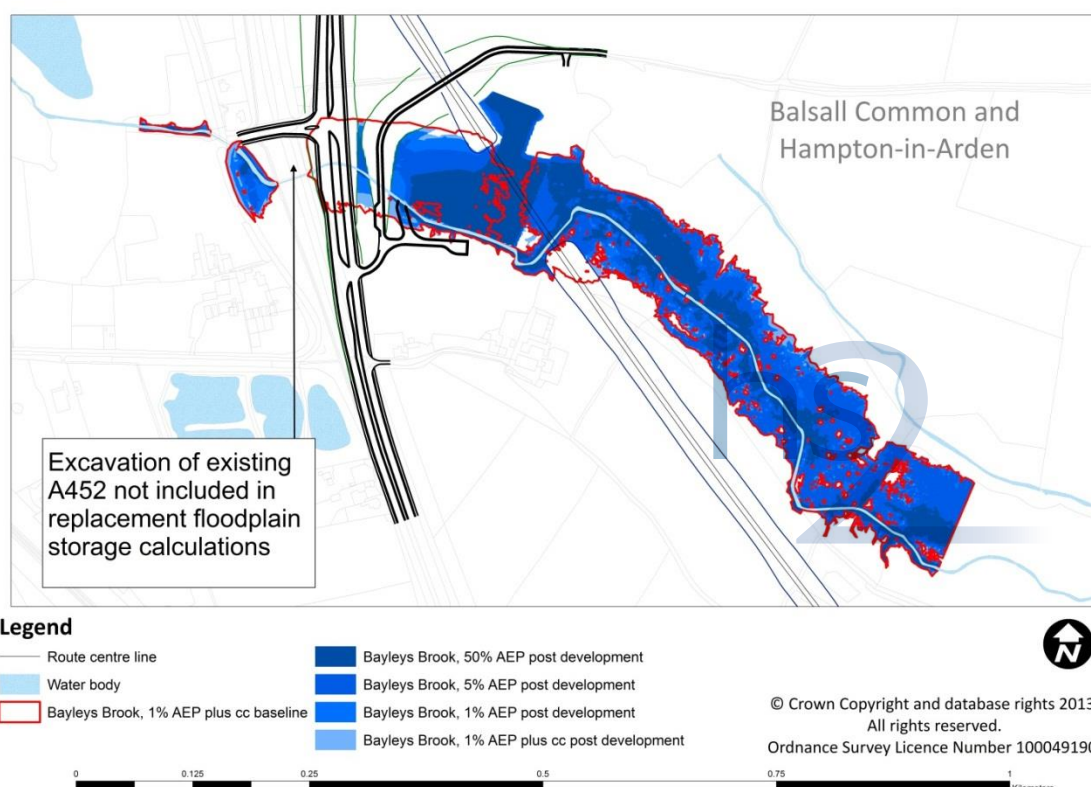 Balsall Common and
Hampton-in-Arden
hs2
Excavation of existing
A452 not included in
replacement floodplain
storage calculations
Legend
Route centre line
Water body
Bayleys Brook, 1% AEP plus cc baseline
Bayleys Brook, 50% AEP post development
Bayleys Brook, 5% AEP post development
Bayleys Brook, 1% AEP post development
Bayleys Brook, 1% AEP plus cc post development
N
© Crown Copyright and database rights 2013
All rights reserved.
Ordnance Survey Licence Number 100049190
0 0.125 0.25 0.5 0.75 1
Kilometers